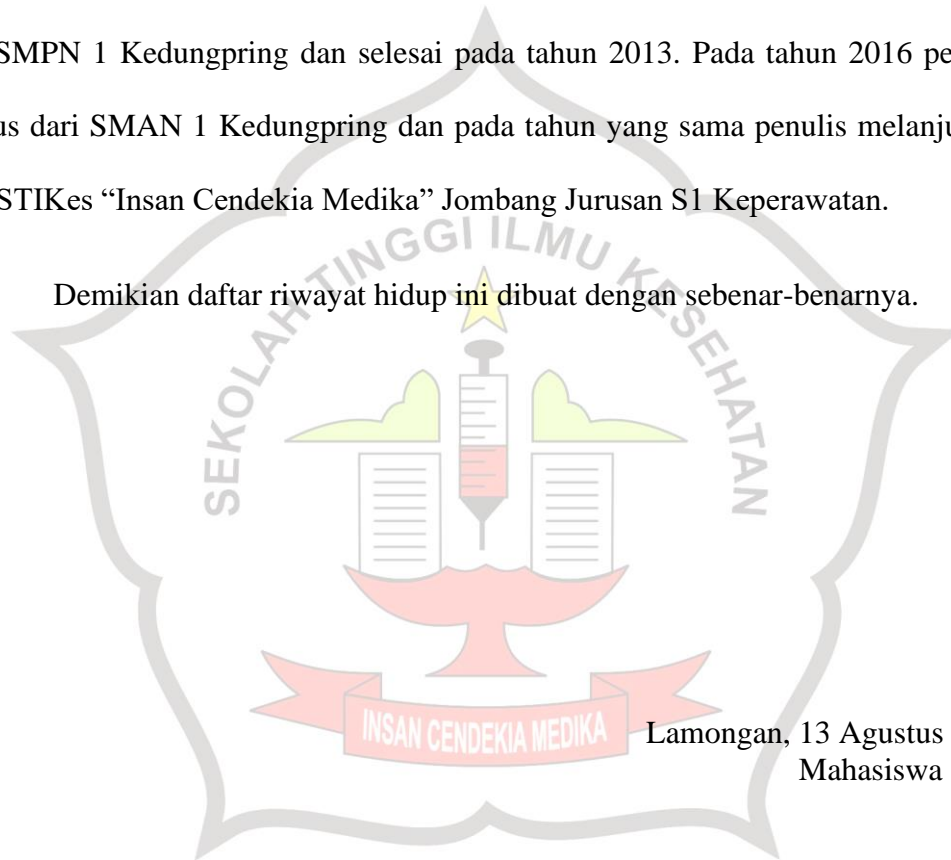 SMPN 1 Kedungpring dan selesai pada tahun 2013. Pada tahun 2016 pe
us dari SMAN 1 Kedungpring dan pada tahun yang sama penulis melanju
STIKes “Insan Cendekia Medika” Jombang Jurusan S1 Keperawatan.
SEKOLAH TINGGI ILMU KESEHATAN
Demikian daftar riwayat hidup ini dibuat dengan sebenar-benarnya.
INSAN CENDEKIA MEDIKA
Lamongan, 13 Agustus
Mahasiswa